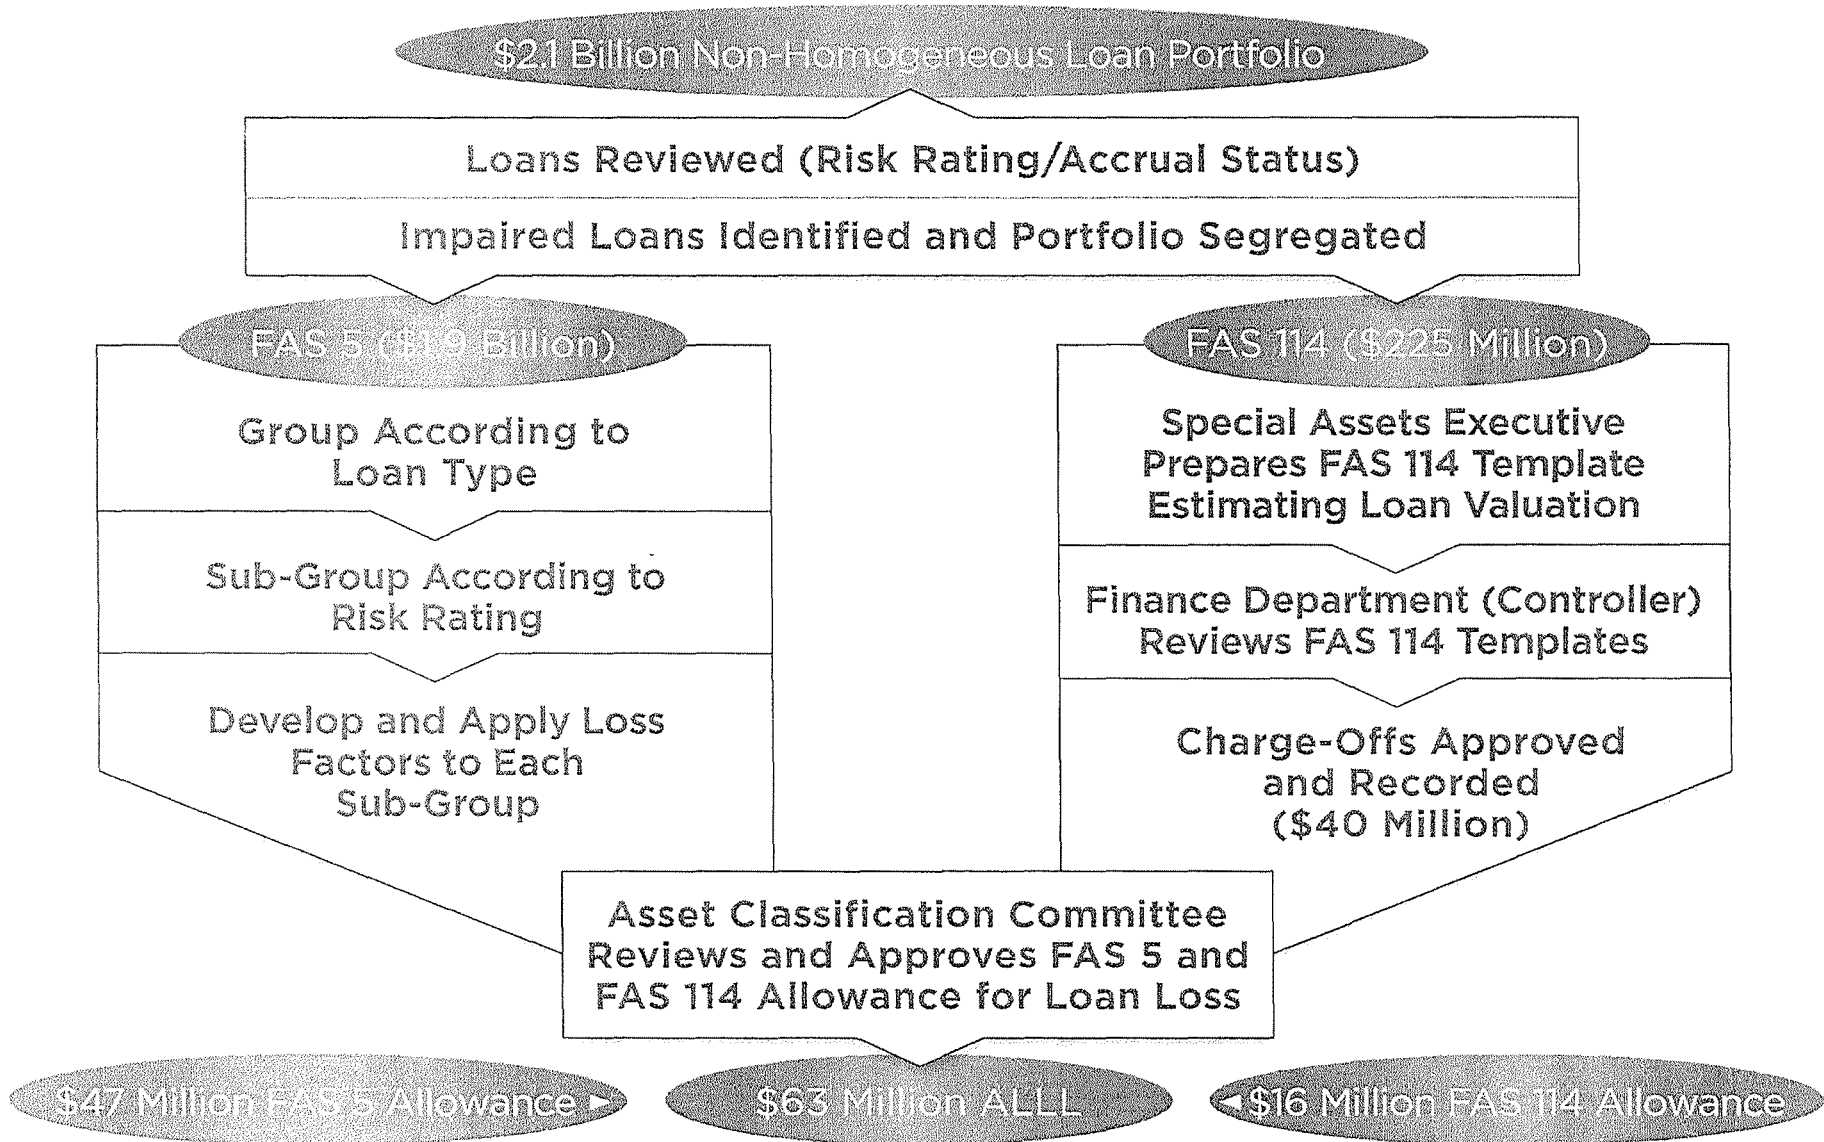 $2.1 Billion Non-Homogeneous Loan Portfolio
Loans Reviewed (Risk Rating/Accrual Status)
Impaired Loans Identified and Portfolio Segregated
FAS 5 ($1.9 Billion)
Group According to
Loan Type
Sub-Group According to
Risk Rating
Develop and Apply Loss
Factors to Each
Sub-Group
FAS 114 ($225 Million)
Special Assets Executive
Prepares FAS 114 Template
Estimating Loan Valuation
Finance Department (Controller)
Reviews FAS 114 Templates
Charge-Offs Approved
and Recorded
($40 Million)
Asset Classification Committee
Reviews and Approves FAS 5 and
FAS 114 Allowance for Loan Loss
$47 Million FAS 5 Allowance
$63 Million ALLL
$16 Million FAS 114 Allowance